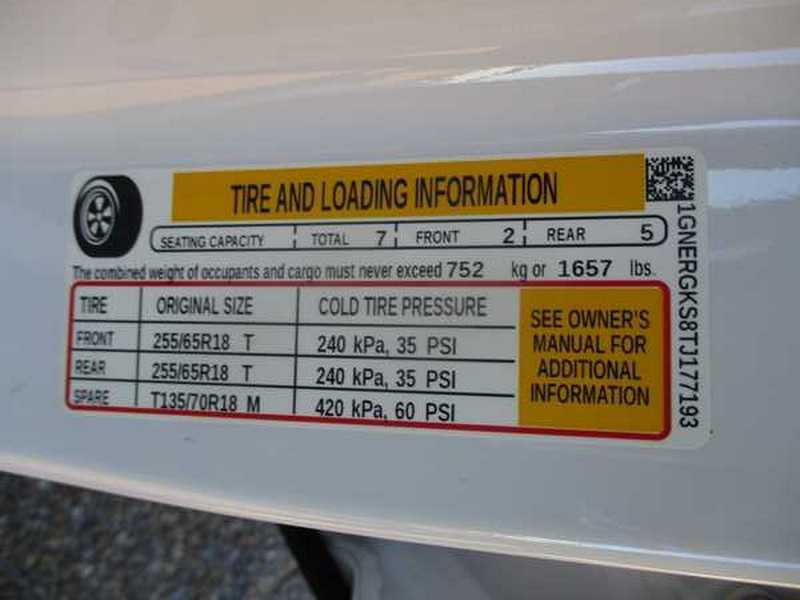 TIRE AND LOADING INFORMATION
SEATING CAPACITY TOTAL 7 FRONT 2 REAR 5
The combined weight of occupants and cargo must never exceed 752 kg or 1657 lbs.
TIRE ORIGINAL SIZE COLD TIRE PRESSURE
FRONT 255/65R18 T 240 kPa, 35 PSI
REAR 255/65R18 T 240 kPa, 35 PSI
SPARE T135/70R18 M 420 kPa, 60 PSI
SEE OWNER'S
MANUAL FOR
ADDITIONAL
INFORMATION
1GNERGKS8TJ177193